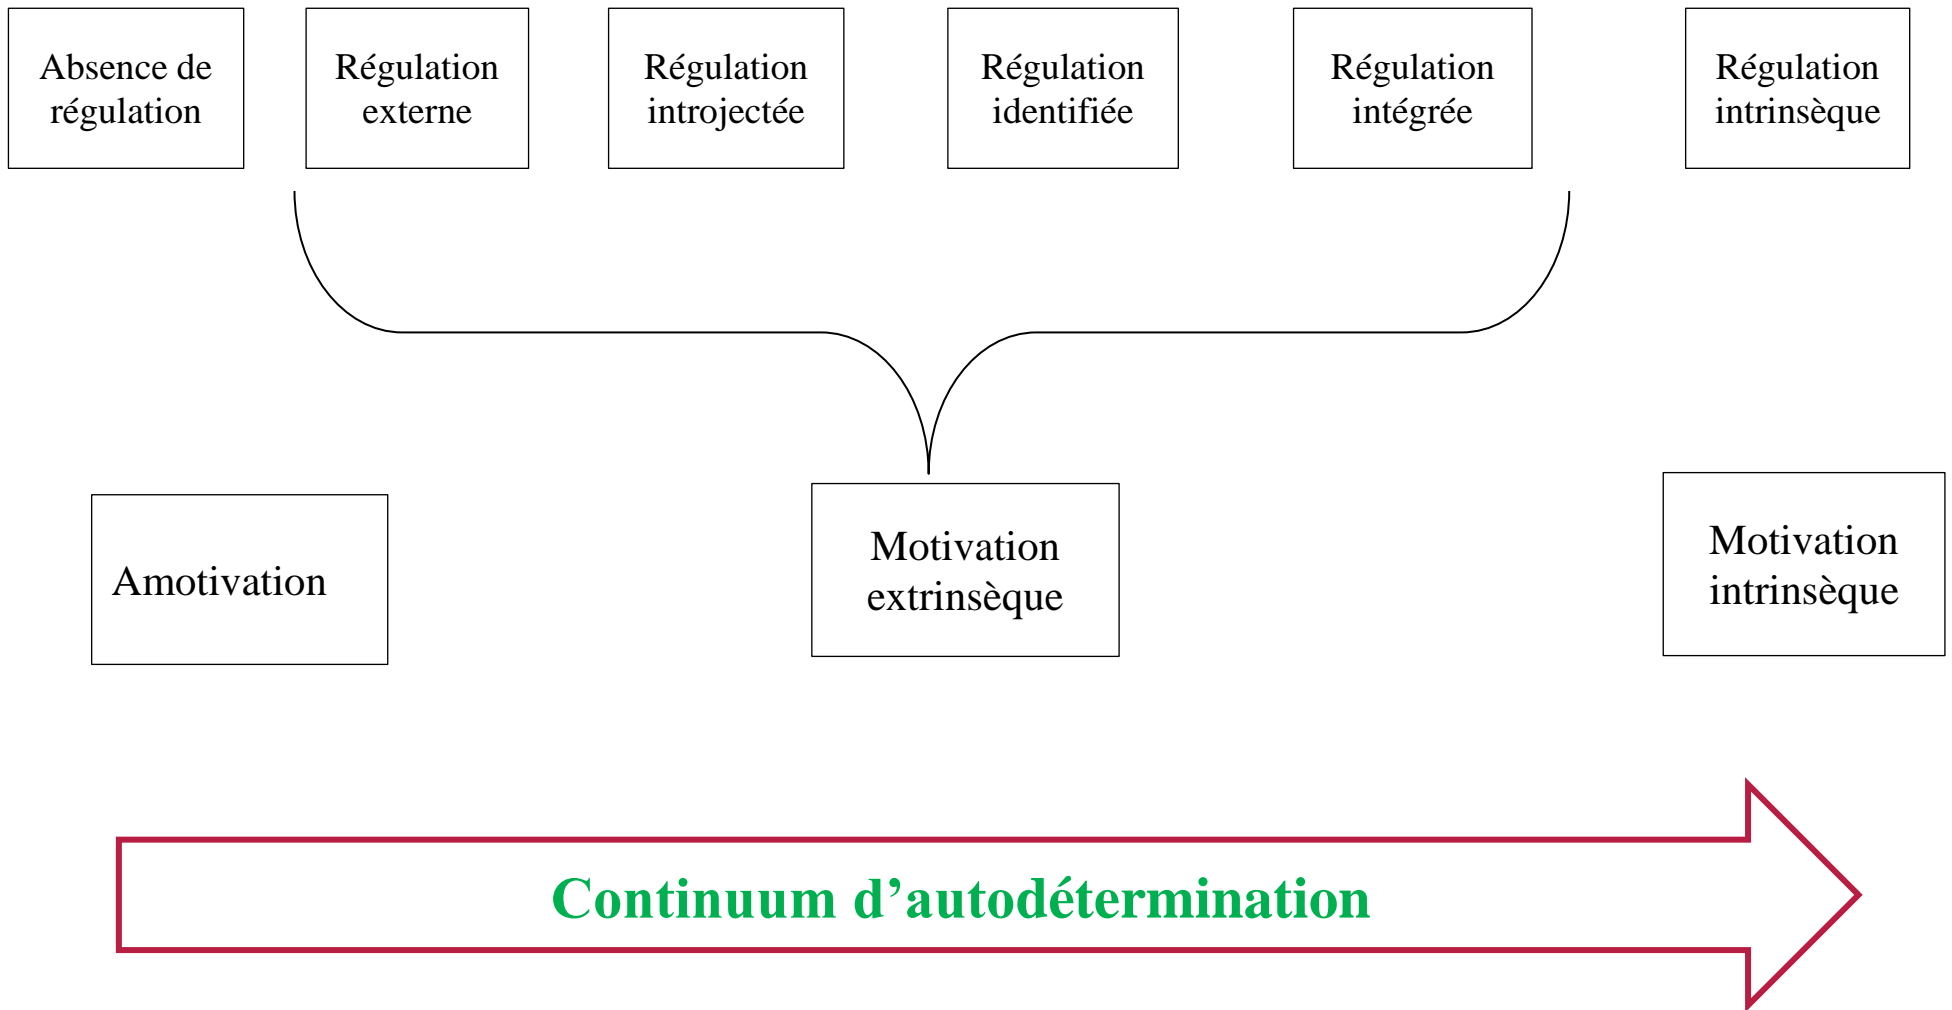 Absence de
régulation
Régulation
externe
Régulation
introjectée
Régulation
identifiée
Régulation
intégrée
Régulation
intrinsèque
Amotivation
Motivation
extrinsèque
Motivation
intrinsèque
Continuum d’autodétermination